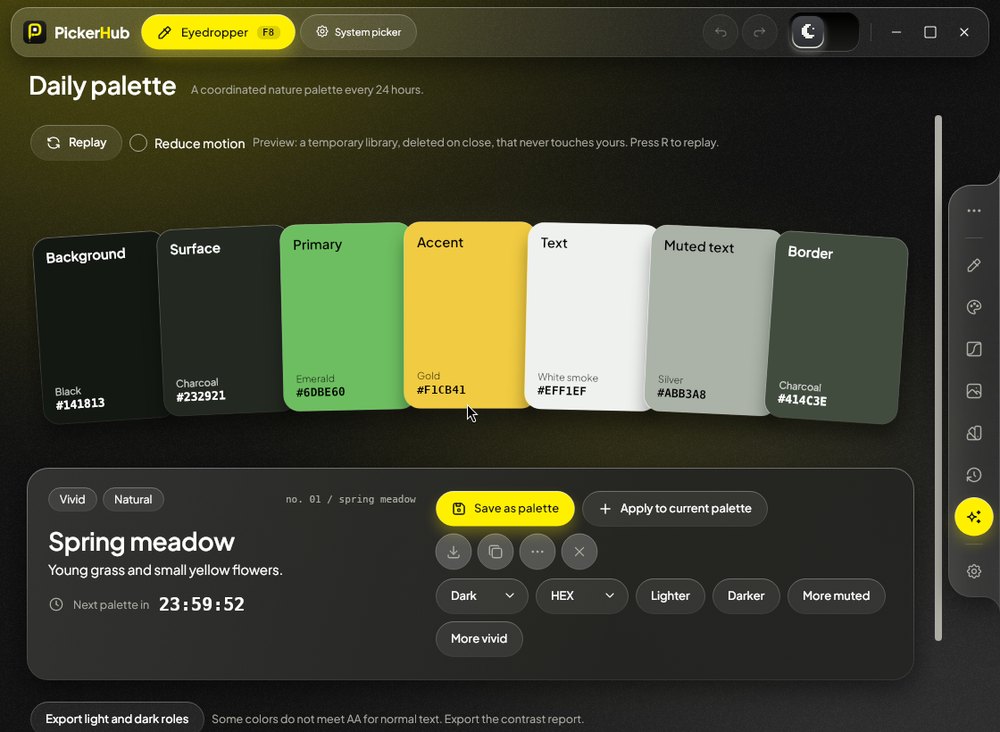 PickerHub
Eyedropper F8
System picker
Daily palette
A coordinated nature palette every 24 hours.
Replay
Reduce motion
Preview: a temporary library, deleted on close, that never touches yours. Press R to replay.
Background
Surface
Primary
Accent
Text
Muted text
Border
Black
#141813
Charcoal
#232921
Emerald
#6DBE60
Gold
#F1CB41
White smoke
#EFF1EF
Silver
#ABB3A8
Charcoal
#414C3E
Vivid
Natural
no. 01 / spring meadow
Spring meadow
Young grass and small yellow flowers.
Next palette in 23:59:52
Save as palette
Apply to current palette
Dark
HEX
Lighter
Darker
More muted
More vivid
Export light and dark roles
Some colors do not meet AA for normal text. Export the contrast report.